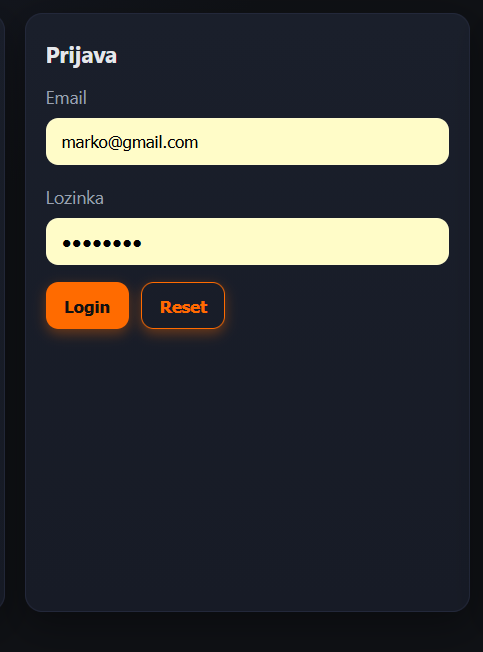 Prijava
Email
marko@gmail.com
Lozinka
••••••••
Login Reset